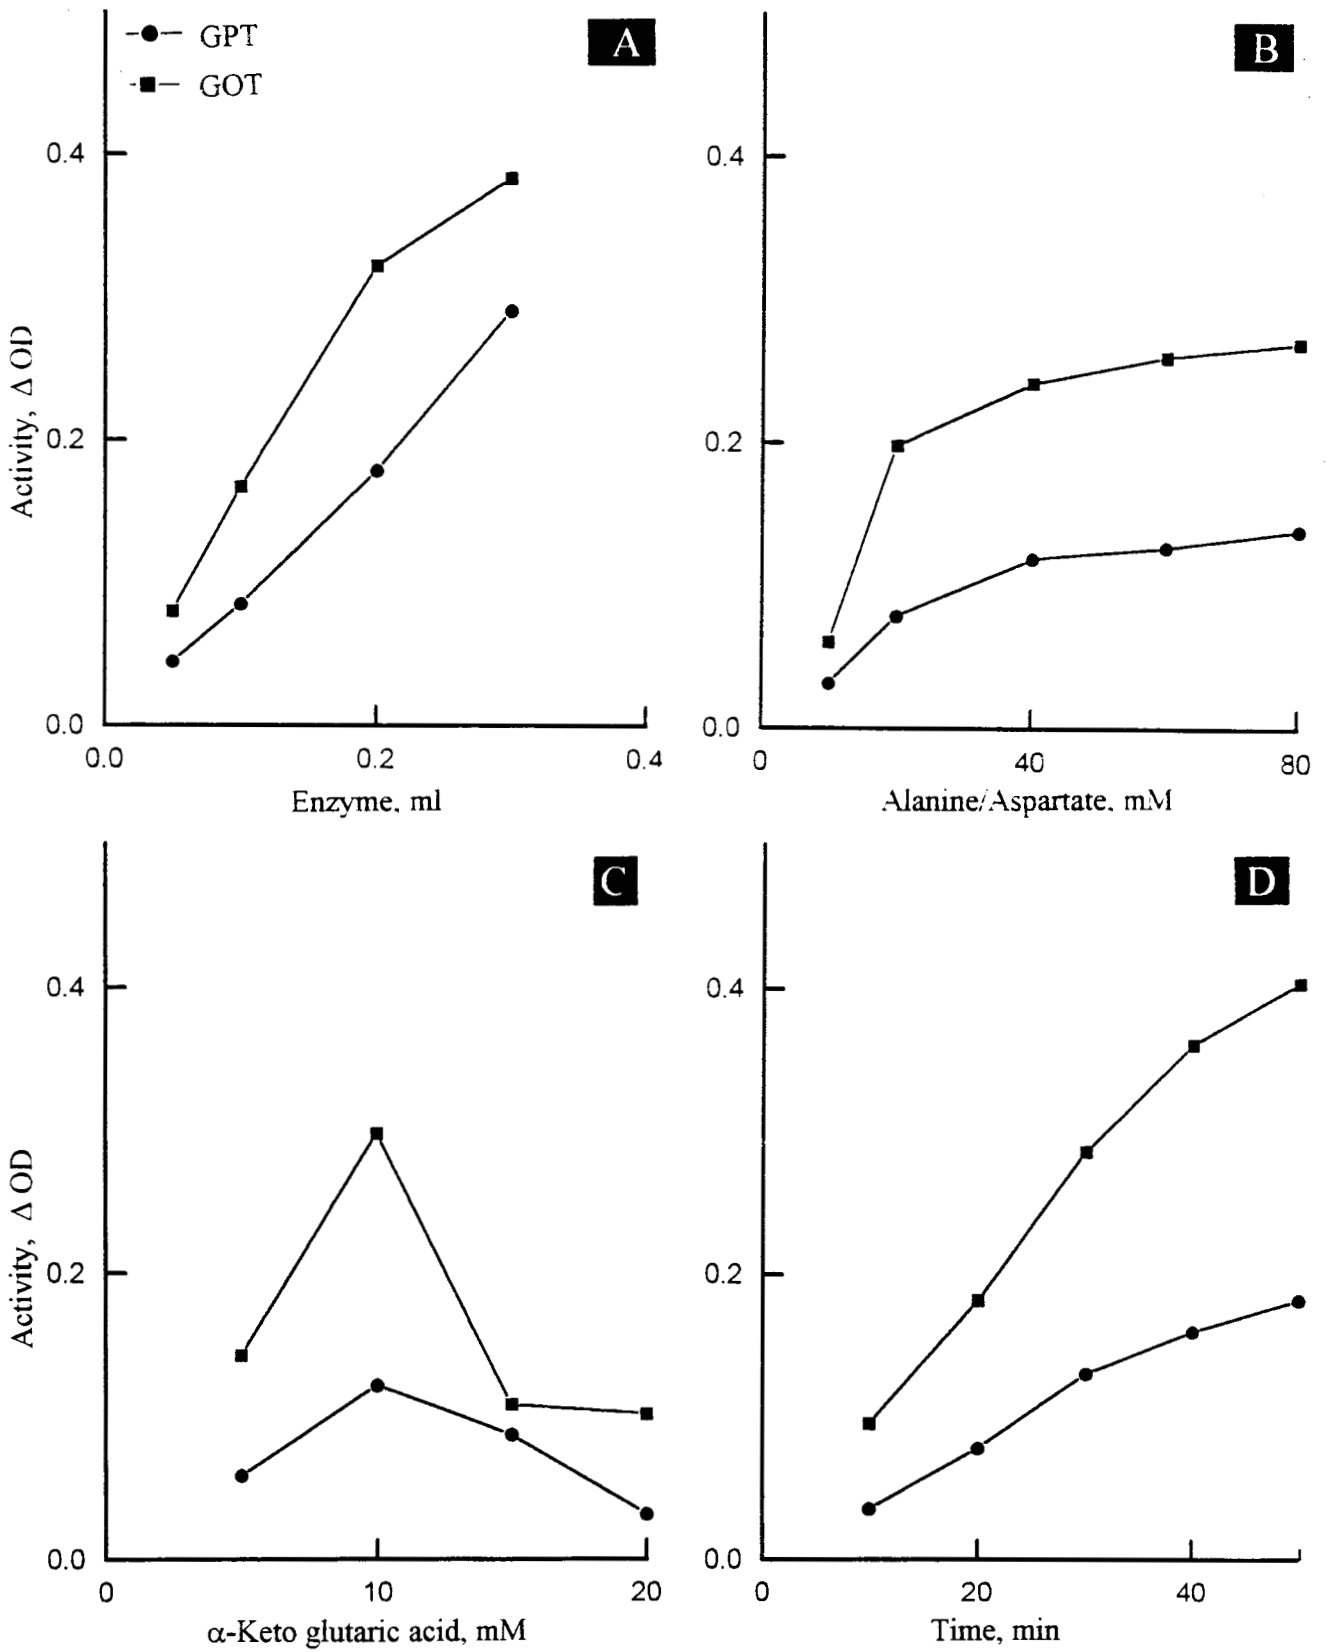 GPT
GOT
A
0.4
0.2
0.0
Activity, Δ OD
0.0 0.2 0.4
Enzyme, ml
B
0.4
0.2
0.0
0 40 80
Alanine/Aspartate, mM
C
0.4
0.2
0.0
Activity, Δ OD
0 10 20
α-Keto glutaric acid, mM
D
0.4
0.2
0.0
0 20 40
Time, min